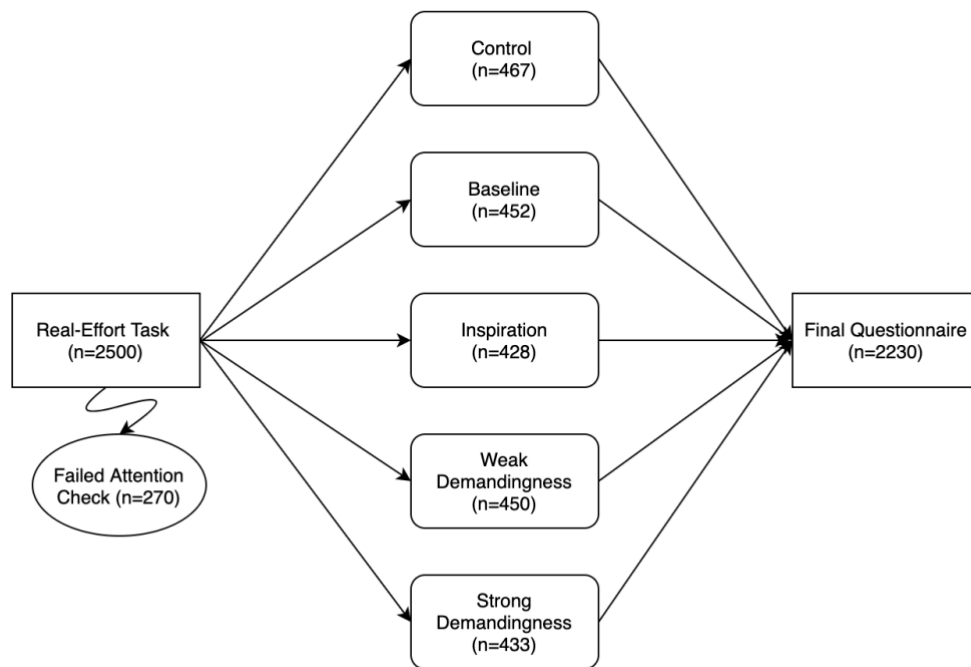 Control
(n=467)
Baseline
(n=452)
Real-Effort Task
(n=2500)
Inspiration
(n=428)
Final Questionnaire
(n=2230)
Failed Attention
Check (n=270)
Weak
Demandingness
(n=450)
Strong
Demandingness
(n=433)